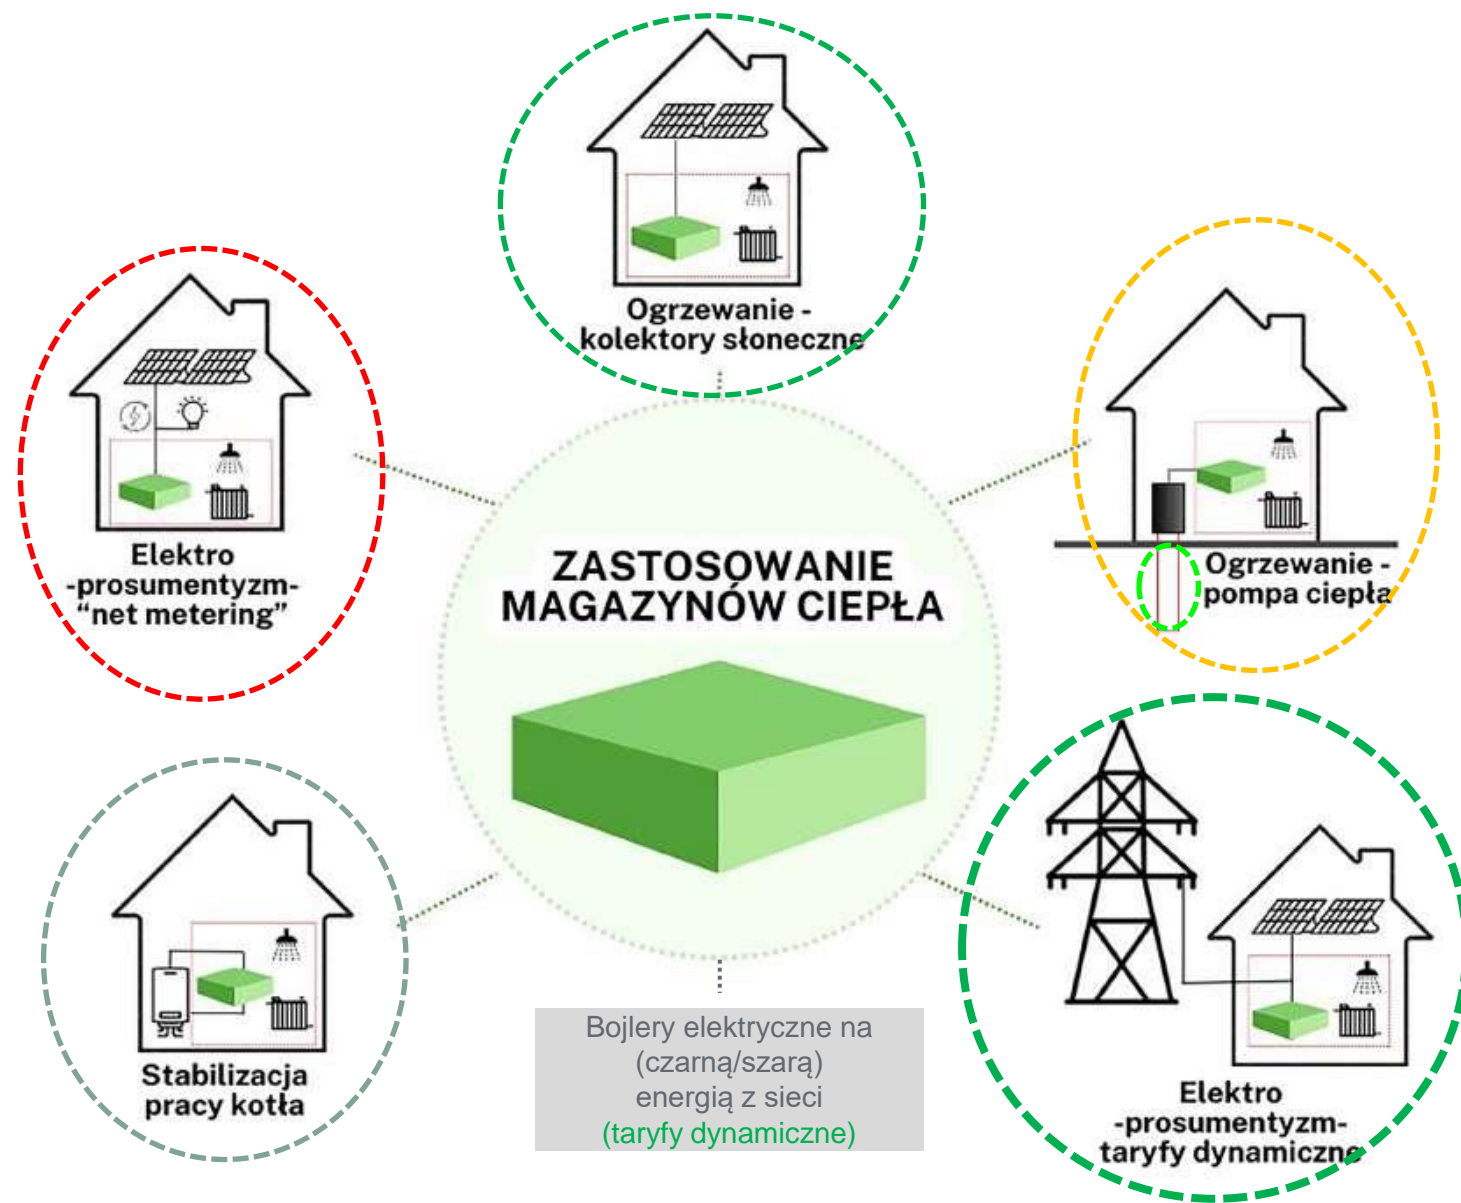 Ogrzewanie -
kolektory słoneczne
Elektro
-prosumentyzm-
“net metering”
Ogrzewanie -
pompa ciepła
ZASTOSOWANIE
MAGAZYNÓW CIEPŁA
Stabilizacja
pracy kotła
Bojlery elektryczne na
(czarną/szarą)
energią z sieci
(taryfy dynamiczne)
Elektro
-prosumentyzm-
taryfy dynamiczne